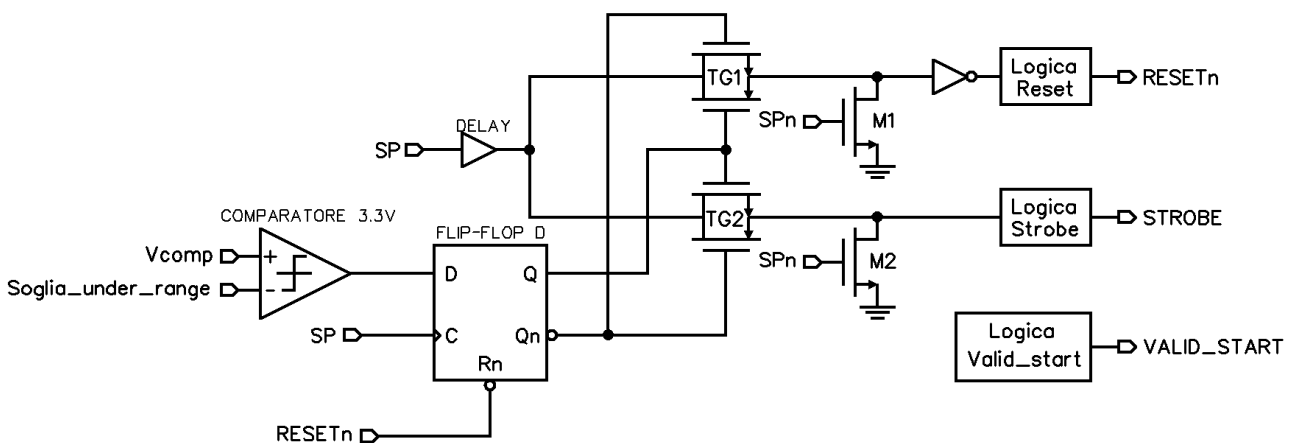 TG1
Logica
Reset
RESETn
SPn
M1
DELAY
SP
COMPARATORE 3.3V
TG2
Logica
Strobe
STROBE
FLIP-FLOP D
Vcomp
+
SPn
M2
D
Q
Soglia_under_range
-
SP
C
Qn
Logica
Valid_start
VALID_START
Rn
RESETn